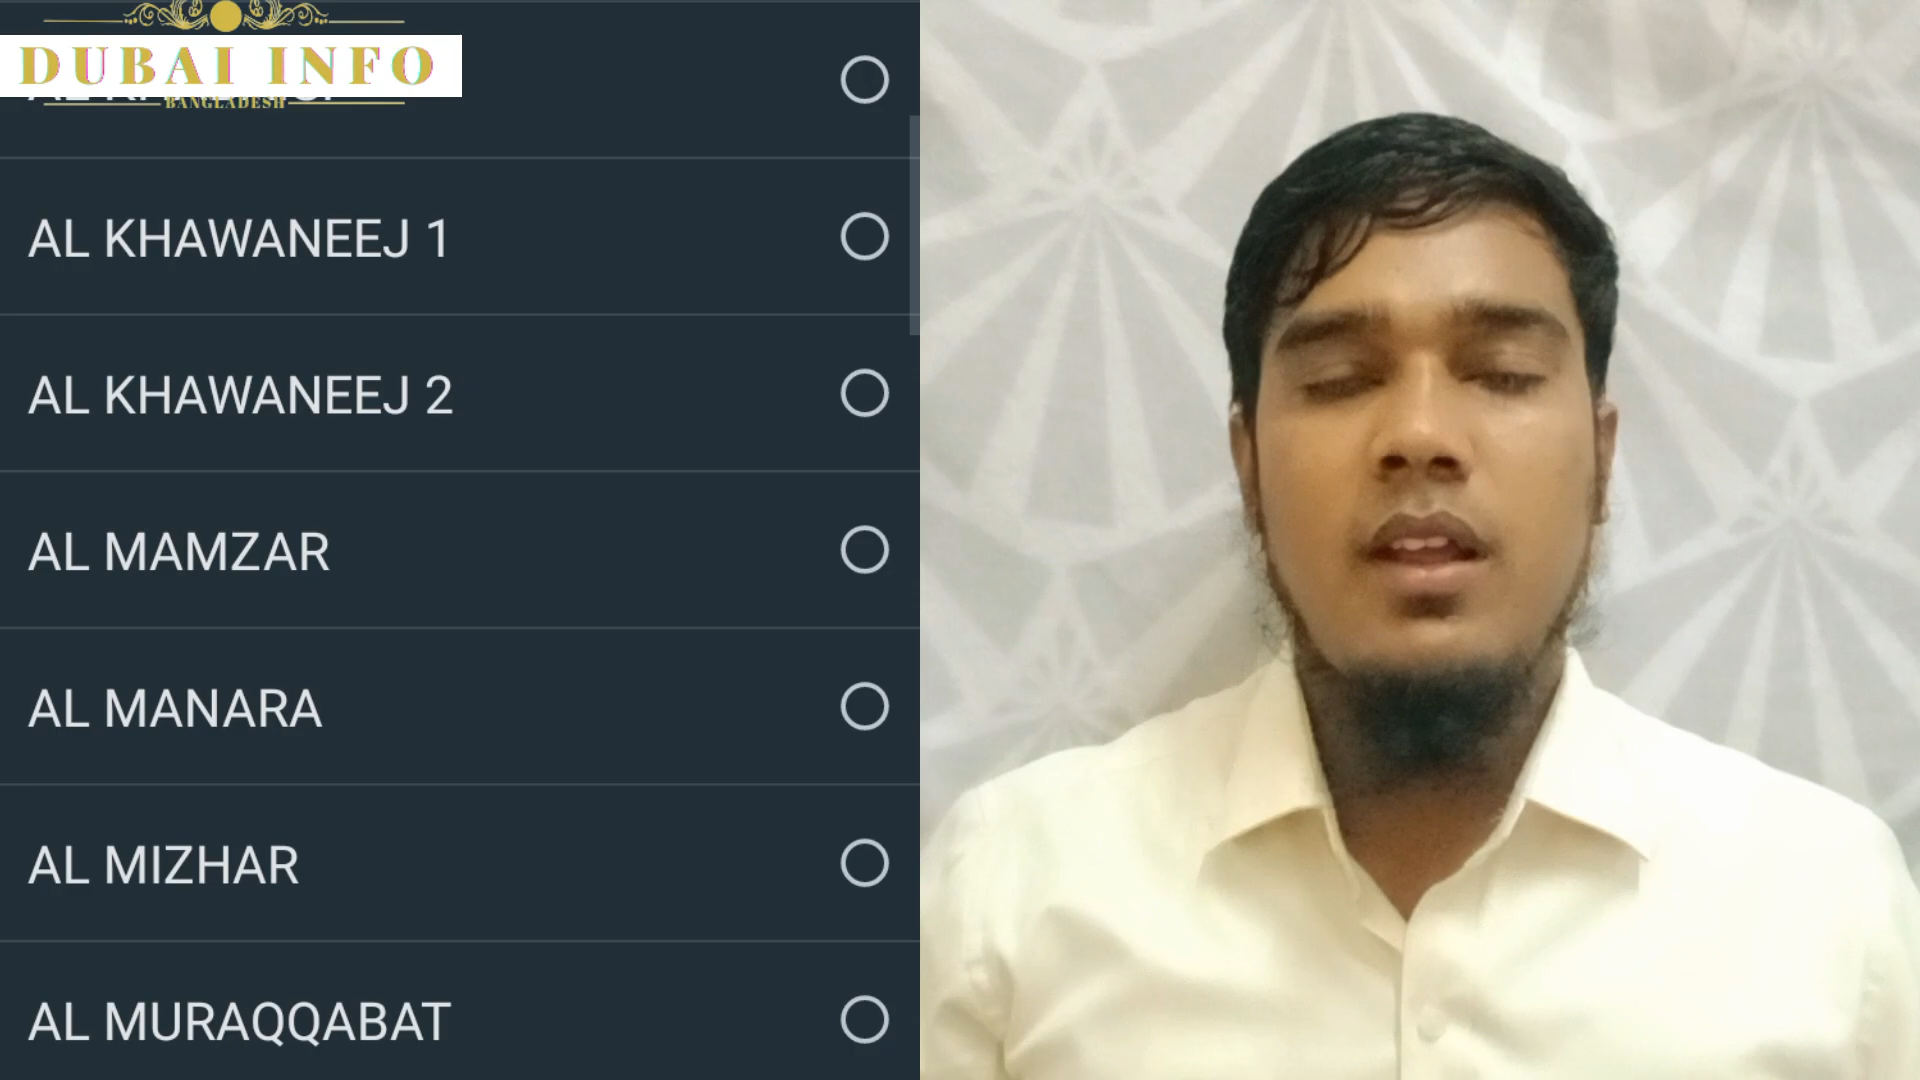 DUBAI INFO
BANGLADESH
AL KHAWANEEJ 1
AL KHAWANEEJ 2
AL MAMZAR
AL MANARA
AL MIZHAR
AL MURAQQABAT